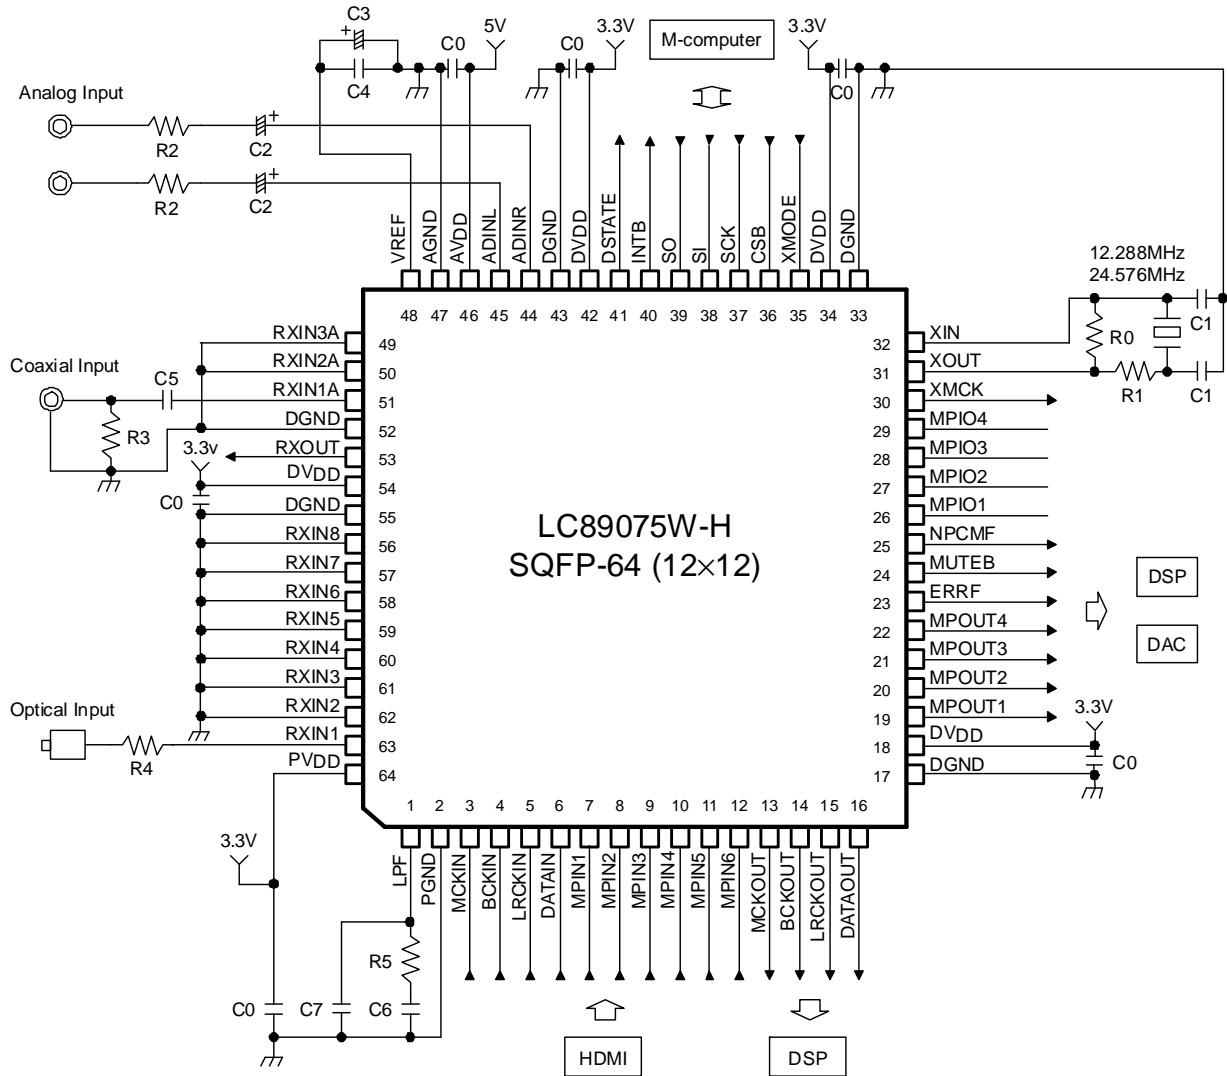 C3
+
C4
C0
5V
C0
3.3V
M-computer
3.3V
C0
Analog Input
R2
C2
+
R2
C2
+
VREF
AGND
AVDD
ADINL
ADINR
DGND
DVDD
DSTATE
INTB
SO
SI
SCK
CSB
XMODE
DVDD
DGND
48
47
46
45
44
43
42
41
40
39
38
37
36
35
34
33
12.288MHz
24.576MHz
R0
R1
C1
C1
Coaxial Input
C5
R3
3.3v
C0
RXIN3A
RXIN2A
RXIN1A
DGND
RXOUT
DVDD
DGND
RXIN8
RXIN7
RXIN6
RXIN5
RXIN4
RXIN3
RXIN2
RXIN1
PVDD
49
50
51
52
53
54
55
56
57
58
59
60
61
62
63
64
LC89075W-H
SQFP-64 (12×12)
32
31
30
29
28
27
26
25
24
23
22
21
20
19
18
17
XIN
XOUT
XMCK
MPIO4
MPIO3
MPIO2
MPIO1
NPCMF
MUTEB
ERRF
MPOUT4
MPOUT3
MPOUT2
MPOUT1
DVDD
DGND
DSP
DAC
3.3V
C0
Optical Input
R4
1
2
3
4
5
6
7
8
9
10
11
12
13
14
15
16
LPF
PGND
MCKIN
BCKIN
LRCKIN
DATAIN
MPIN1
MPIN2
MPIN3
MPIN4
MPIN5
MPIN6
MCKOUT
BCKOUT
LRCKOUT
DATAOUT
3.3V
R5
C0
C7
C6
HDMI
DSP